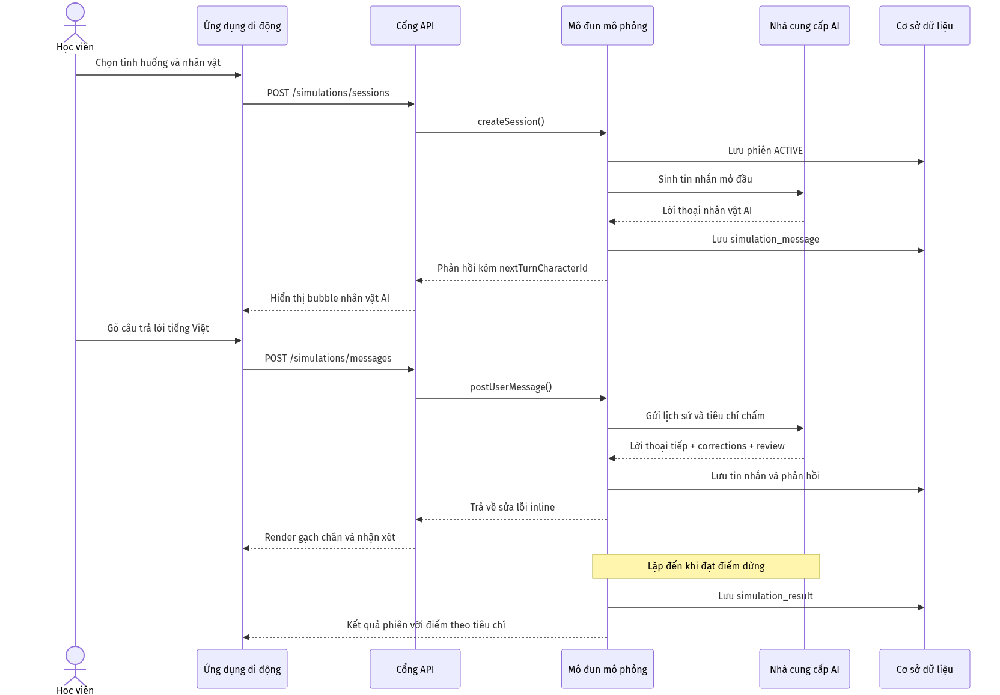 Học viên
Ứng dụng di động
Cổng API
Mô đun mô phỏng
Nhà cung cấp AI
Cơ sở dữ liệu
Chọn tình huống và nhân vật
POST /simulations/sessions
createSession()
Lưu phiên ACTIVE
Sinh tin nhắn mở đầu
Lời thoại nhân vật AI
Lưu simulation_message
Phản hồi kèm nextTurnCharacterId
Hiển thị bubble nhân vật AI
Gõ câu trả lời tiếng Việt
POST /simulations/messages
postUserMessage()
Gửi lịch sử và tiêu chí chấm
Lời thoại tiếp + corrections + review
Lưu tin nhắn và phản hồi
Trả về sửa lỗi inline
Render gạch chân và nhận xét
Lặp đến khi đạt điểm dừng
Lưu simulation_result
Kết quả phiên với điểm theo tiêu chí
Học viên
Ứng dụng di động
Cổng API
Mô đun mô phỏng
Nhà cung cấp AI
Cơ sở dữ liệu